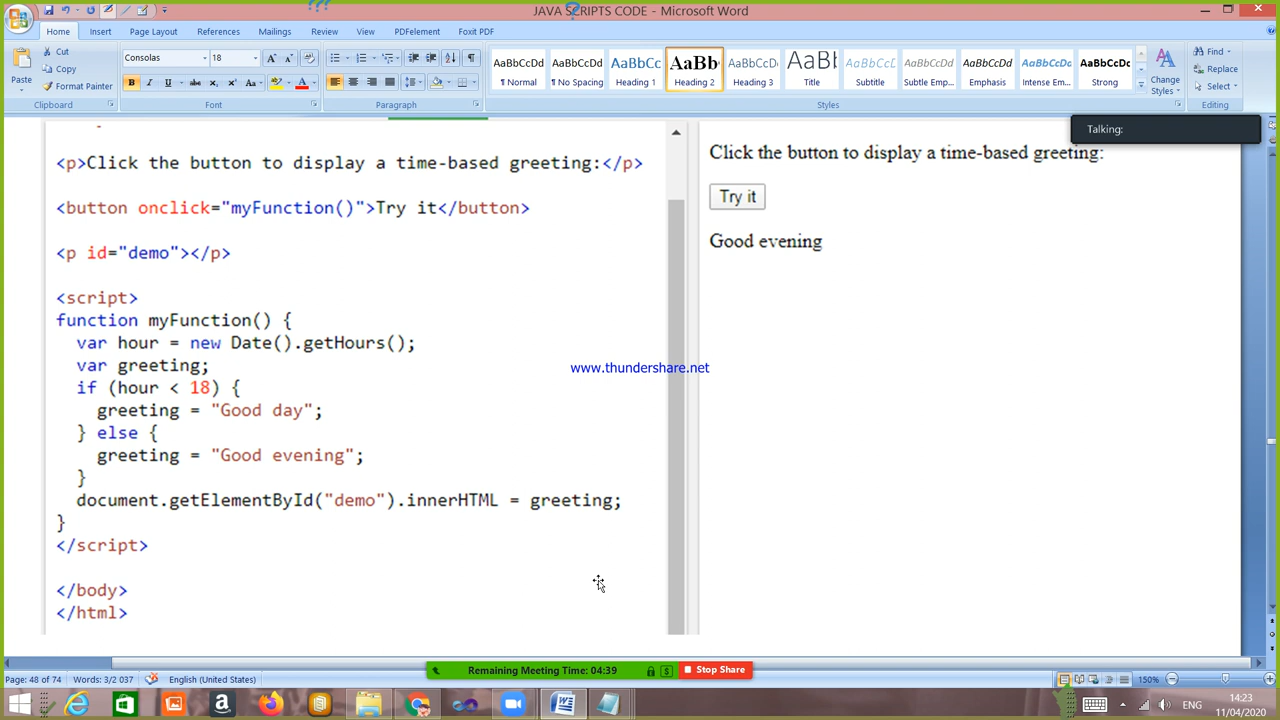 JAVA SCRIPTS CODE - Microsoft Word
Home Insert Page Layout References Mailings Review View PDFelement Foxit PDF
Paste
Cut
Copy
Format Painter
Clipboard
Consolas 18
Font
Paragraph
AaBbCcDd AaBbCcDd AaBbCc AaBb AaBbCcDd AaBb AaBbCcDd AaBbCcDd AaBbCcDd AaBbCcDd AaBbCcDd
¶ Normal ¶ No Spacing Heading 1 Heading 2 Heading 3 Title Subtitle Subtle Emp... Emphasis Intense Em... Strong
Change Styles
Styles
Find
Replace
Select
Editing
Talking:
<p>Click the button to display a time-based greeting:</p>
<button onclick="myFunction()">Try it</button>
<p id="demo"></p>
<script>
function myFunction() {
var hour = new Date().getHours();
var greeting;
if (hour < 18) {
greeting = "Good day";
} else {
greeting = "Good evening";
}
document.getElementById("demo").innerHTML = greeting;
}
</script>
</body>
</html>
Click the button to display a time-based greeting:
Try it
Good evening
www.thundershare.net
Remaining Meeting Time: 04:39
Stop Share
Page: 48 of 74 Words: 3/2 037 English (United States)
150%
ENG
14:23
11/04/2020